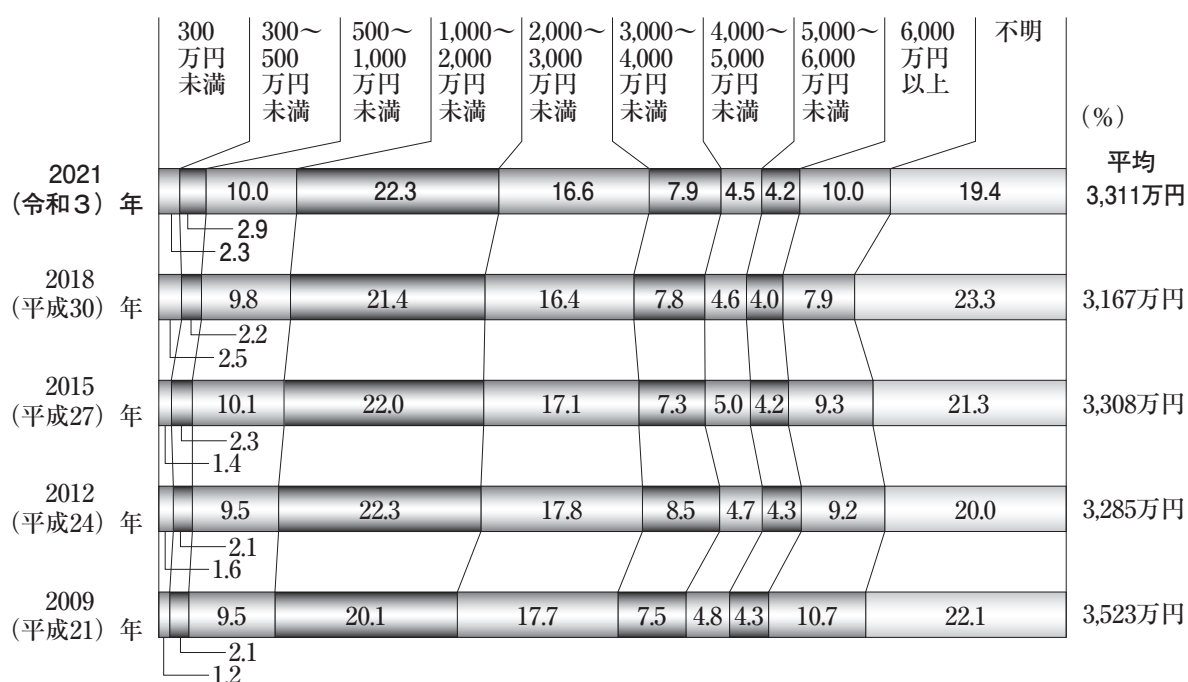 300
万円
未満
300〜
500
万円
未満
500〜
1,000
万円
未満
1,000〜
2,000
万円
未満
2,000〜
3,000
万円
未満
3,000〜
4,000
万円
未満
4,000〜
5,000
万円
未満
5,000〜
6,000
万円
未満
6,000
万円
以上
不明
(%)
平均
2021
(令和3)年
10.0 22.3 16.6 7.9 4.5 4.2 10.0 19.4 3,311万円
2.9
2.3
2018
(平成30)年
9.8 21.4 16.4 7.8 4.6 4.0 7.9 23.3 3,167万円
2.2
2.5
2015
(平成27)年
10.1 22.0 17.1 7.3 5.0 4.2 9.3 21.3 3,308万円
2.3
1.4
2012
(平成24)年
9.5 22.3 17.8 8.5 4.7 4.3 9.2 20.0 3,285万円
2.1
1.6
2009
(平成21)年
9.5 20.1 17.7 7.5 4.8 4.3 10.7 22.1 3,523万円
2.1
1.2